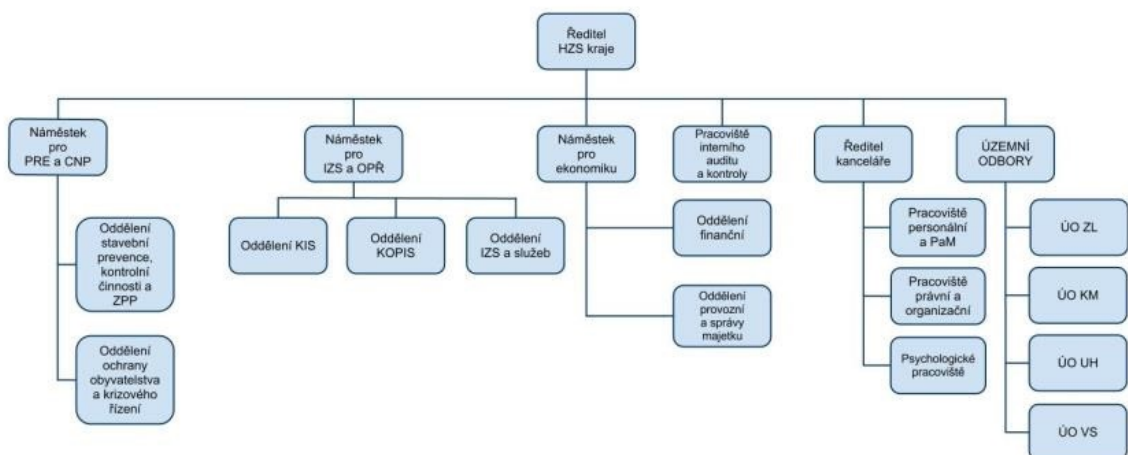 Ředitel
HZS kraje
Náměstek
pro
PRE a CNP
Náměstek
pro
IZS a OPŘ
Náměstek
pro
ekonomiku
Pracoviště
interního
auditu
a kontroly
Ředitel
kanceláře
ÚZEMNÍ
ODBORY
Oddělení
stavební
prevence,
kontrolní
činnosti a
ZPP
Oddělení
ochrany
obyvatelstva
a krizového
řízení
Oddělení KIS
Oddělení
KOPIS
Oddělení
IZS a služeb
Oddělení
finanční
Oddělení
provozní
a správy
majetku
Pracoviště
personální
a PaM
Pracoviště
právní a
organizační
Psychologické
pracoviště
ÚO ZL
ÚO KM
ÚO UH
ÚO VS